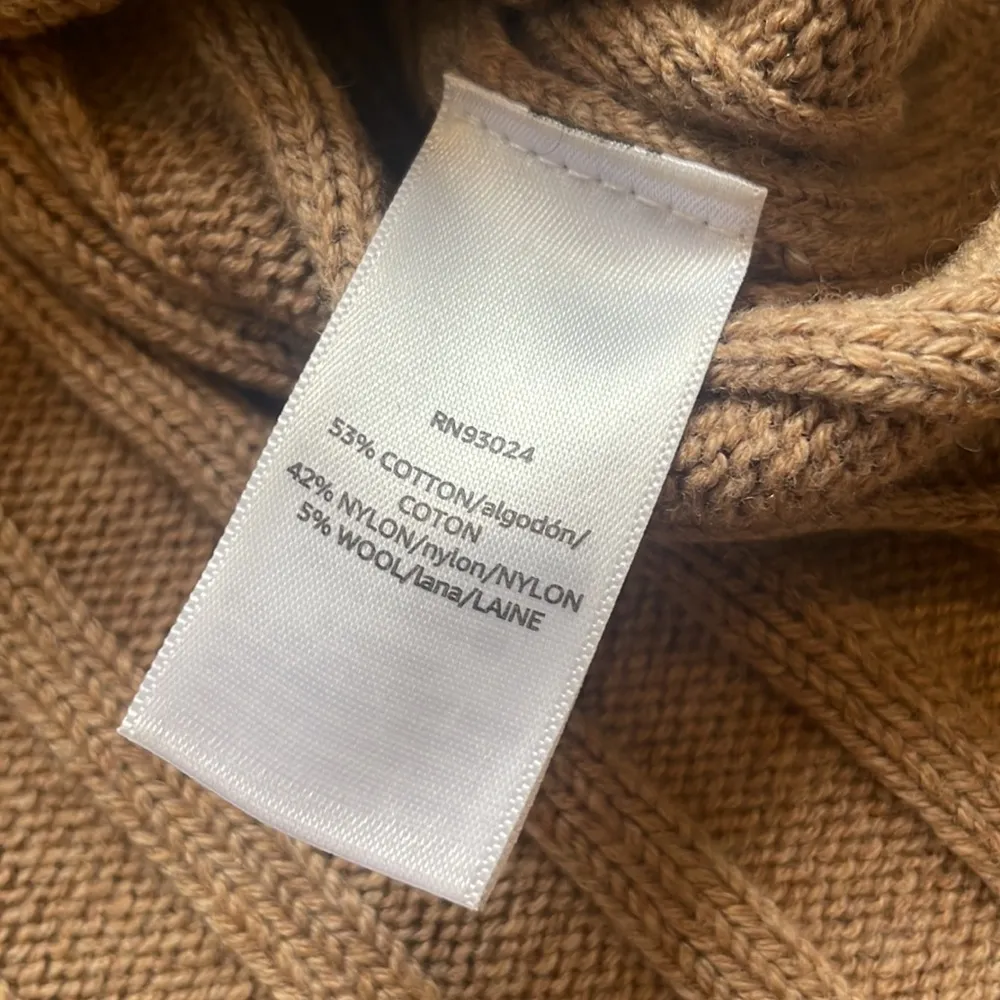 RN93024
53% COTTON/algodón/
COTON
42% NYLON/nylon/NYLON
5% WOOL/lana/LAINE